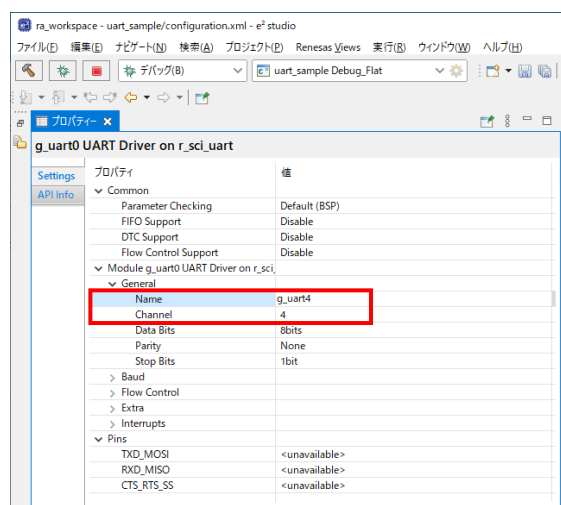 ra_workspace - uart_sample/configuration.xml - e² studio
ファイル(F) 編集(E) ナビゲート(N) 検索(A) プロジェクト(P) Renesas Views 実行(R) ウィンドウ(W) ヘルプ(H)
デバッグ(B) uart_sample Debug_Flat
プロパティー
g_uart0 UART Driver on r_sci_uart
Settings
API Info
プロパティ 値
Common
Parameter Checking Default (BSP)
FIFO Support Disable
DTC Support Disable
Flow Control Support Disable
Module g_uart0 UART Driver on r_sci_
General
Name g_uart4
Channel 4
Data Bits 8bits
Parity None
Stop Bits 1bit
Baud
Flow Control
Extra
Interrupts
Pins
TXD_MOSI <unavailable>
RXD_MISO <unavailable>
CTS_RTS_SS <unavailable>